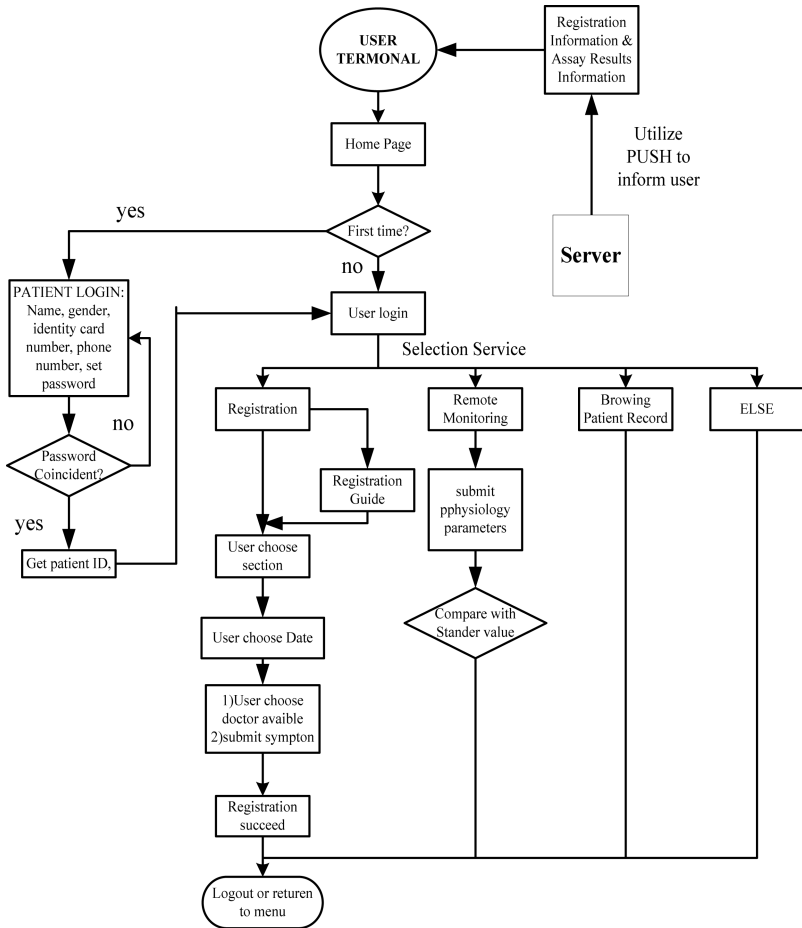 USER
TERMONAL
Registration
Information &
Assay Results
Information
Utilize
PUSH to
inform user
Server
Home Page
First time?
yes
no
PATIENT LOGIN:
Name, gender,
identity card
number, phone
number, set
password
no
Password
Coincident?
yes
Get patient ID,
User login
Selection Service
Registration
Registration
Guide
User choose
section
User choose Date
1)User choose
doctor avaible
2)submit sympton
Registration
succeed
Remote
Monitoring
submit
pphysiology
parameters
Compare with
Stander value
Browing
Patient Record
ELSE
Logout or returen
to menu